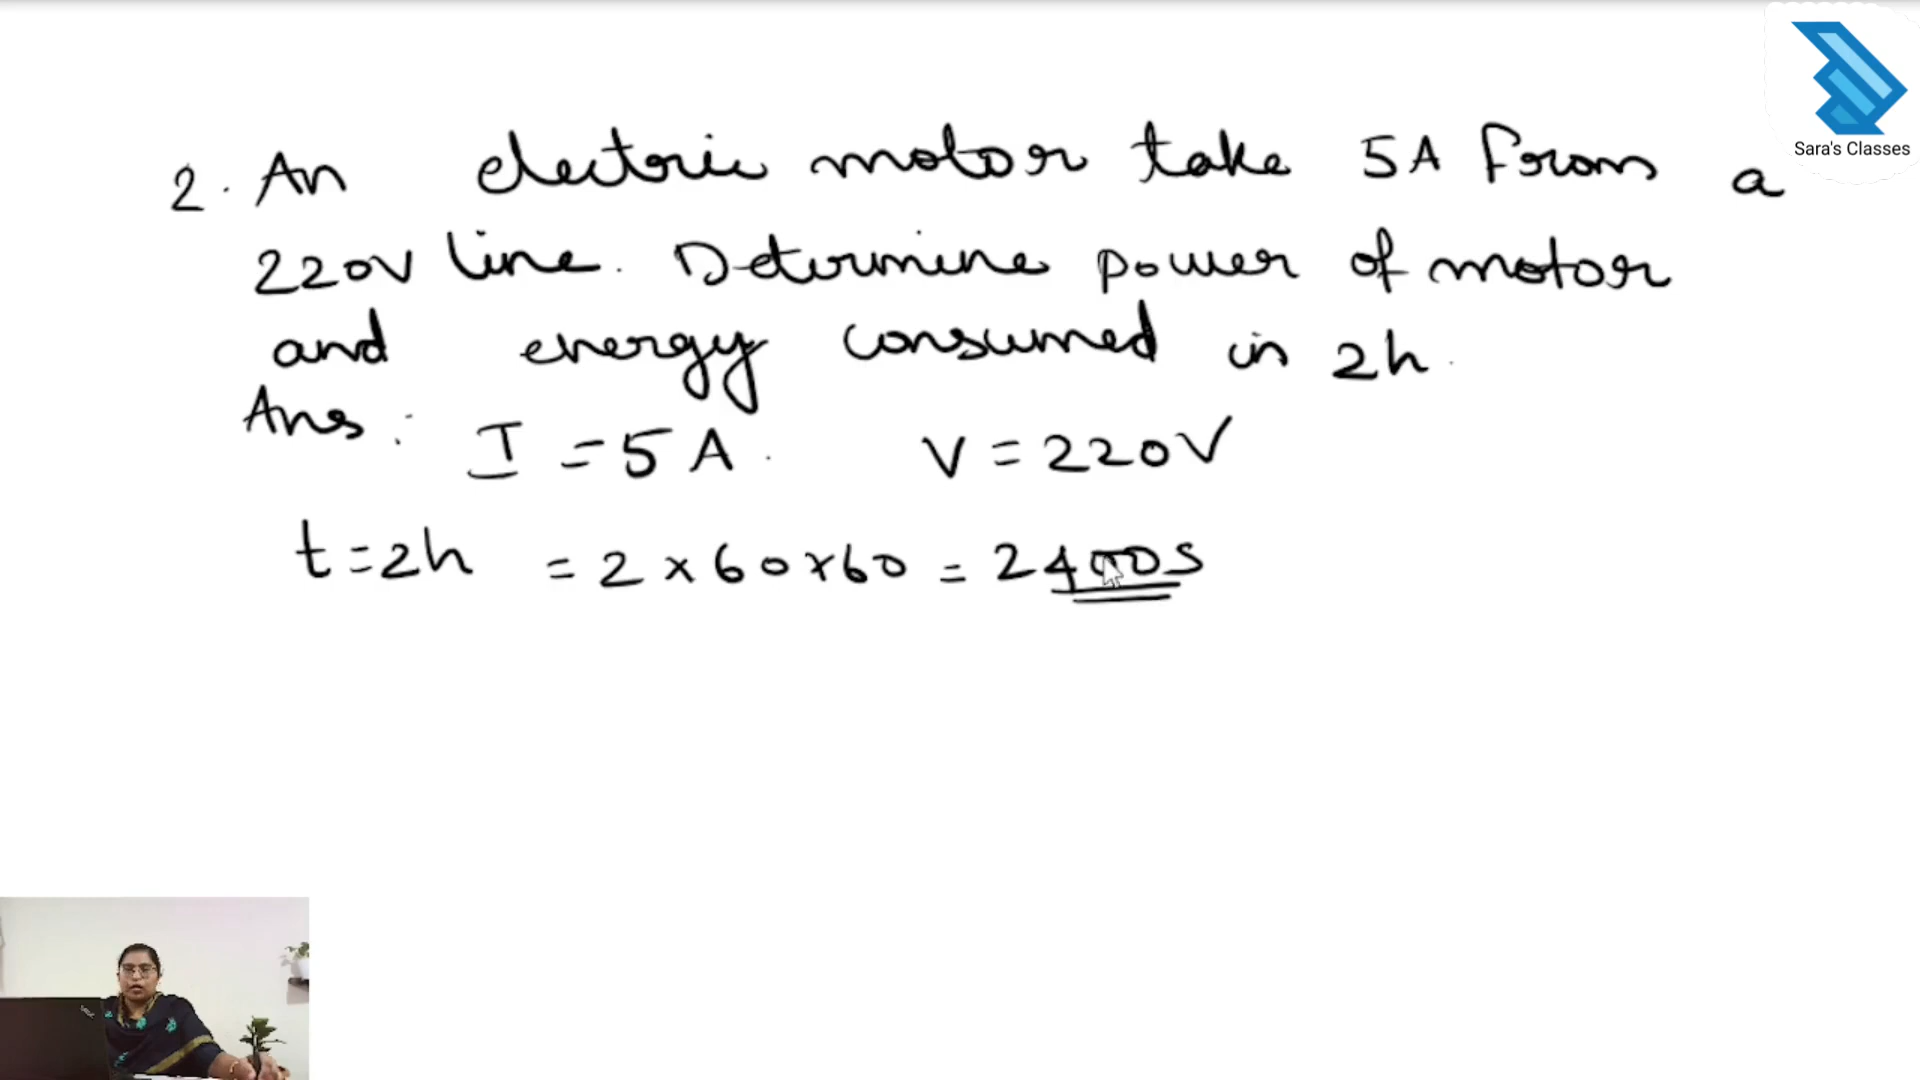 Sara's Classes
2. An electric motor take 5A From a
220V line. Determine power of motor
and energy consumed in 2h.
Ans: I = 5A. V = 220V
t = 2h = 2 x 60 x 60 = 2400s